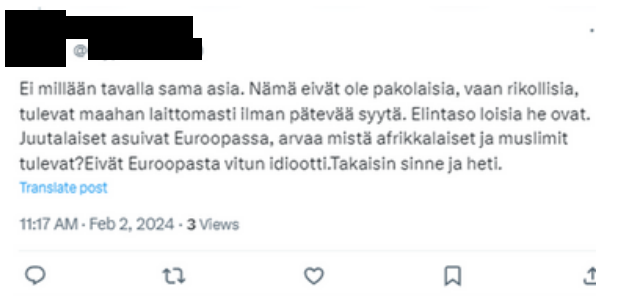 @
Ei millään tavalla sama asia. Nämä eivät ole pakolaisia, vaan rikollisia,
tulevat maahan laittomasti ilman pätevää syytä. Elintaso loisia he ovat.
Juutalaiset asuivat Euroopassa, arvaa mistä afrikkalaiset ja muslimit
tulevat?Eivät Euroopasta vitun idiootti.Takaisin sinne ja heti.
Translate post
11:17 AM · Feb 2, 2024 · 3 Views